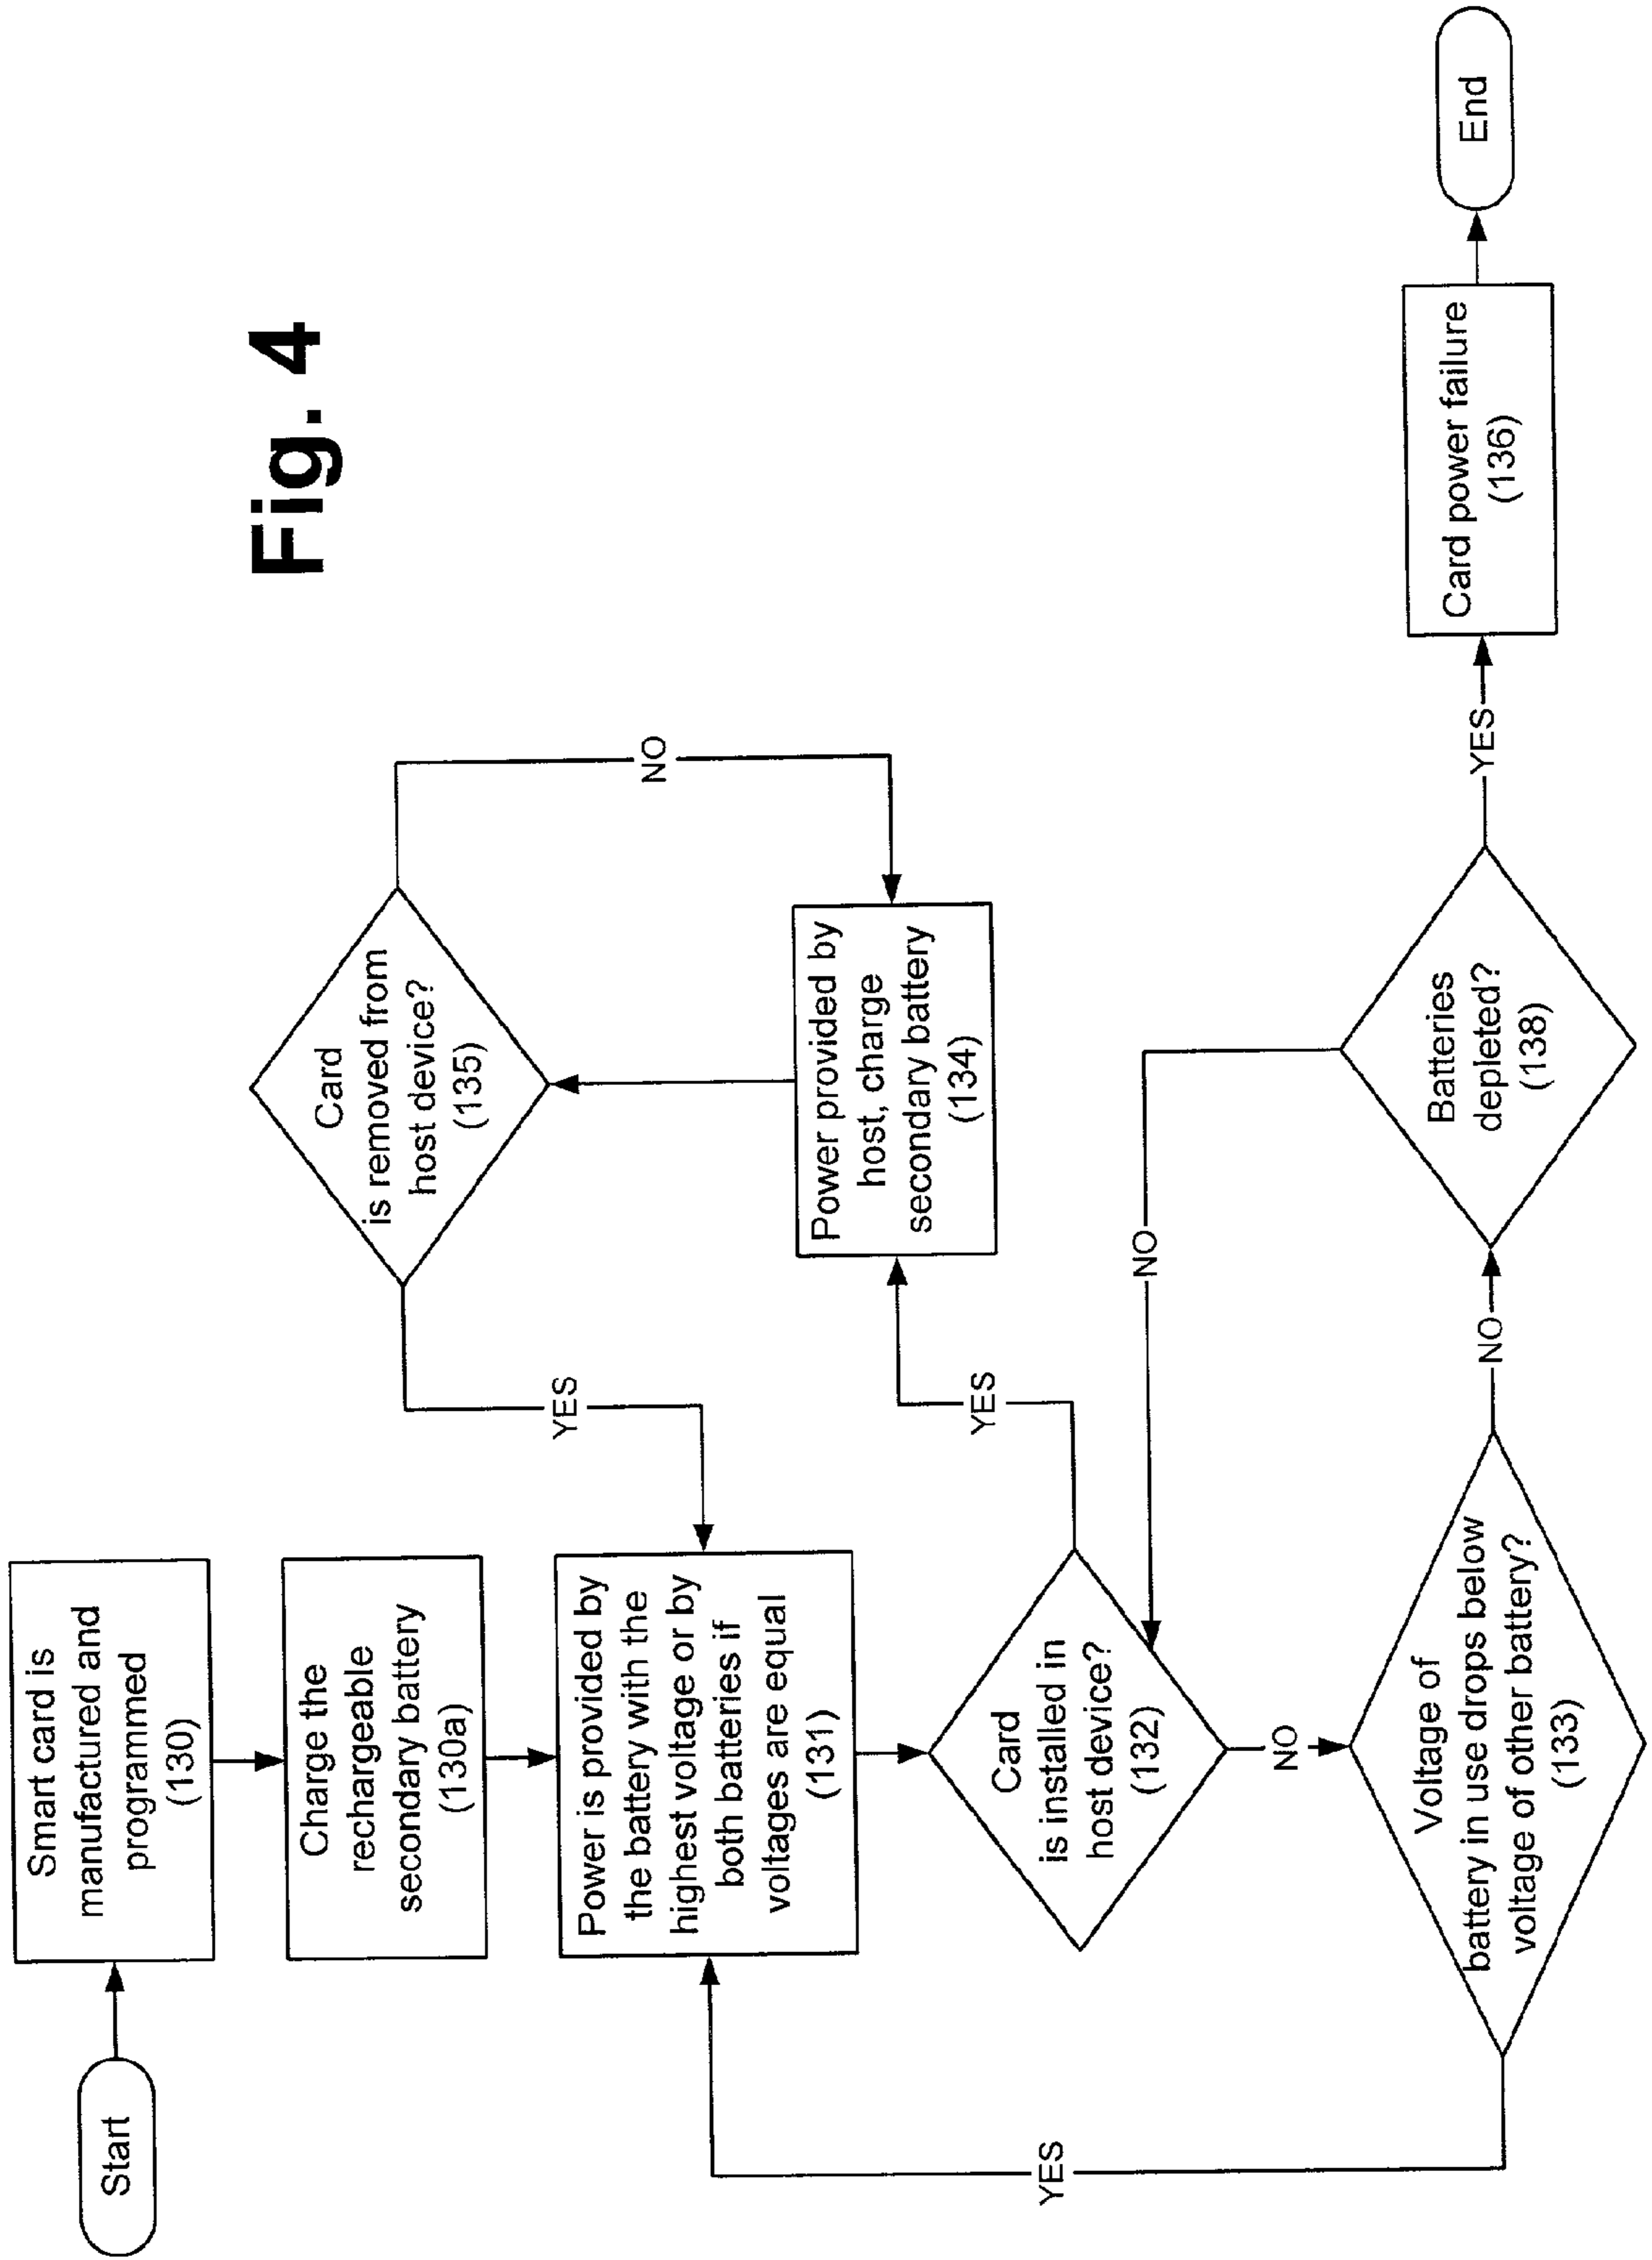 Fig. 4
Start
Smart card is
manufactured and
programmed
(130)
Charge the
rechargeable
secondary battery
(130a)
Power is provided by
the battery with the
highest voltage or by
both batteries if
voltages are equal
(131)
Card
is installed in
host device?
(132)
YES
NO
Power provided by
host, charge
secondary battery
(134)
Card
is removed from
host device?
(135)
YES
NO
Voltage of
battery in use drops below
voltage of other battery?
(133)
YES
NO
Batteries
depleted?
(138)
NO
YES
Card power failure
(136)
End